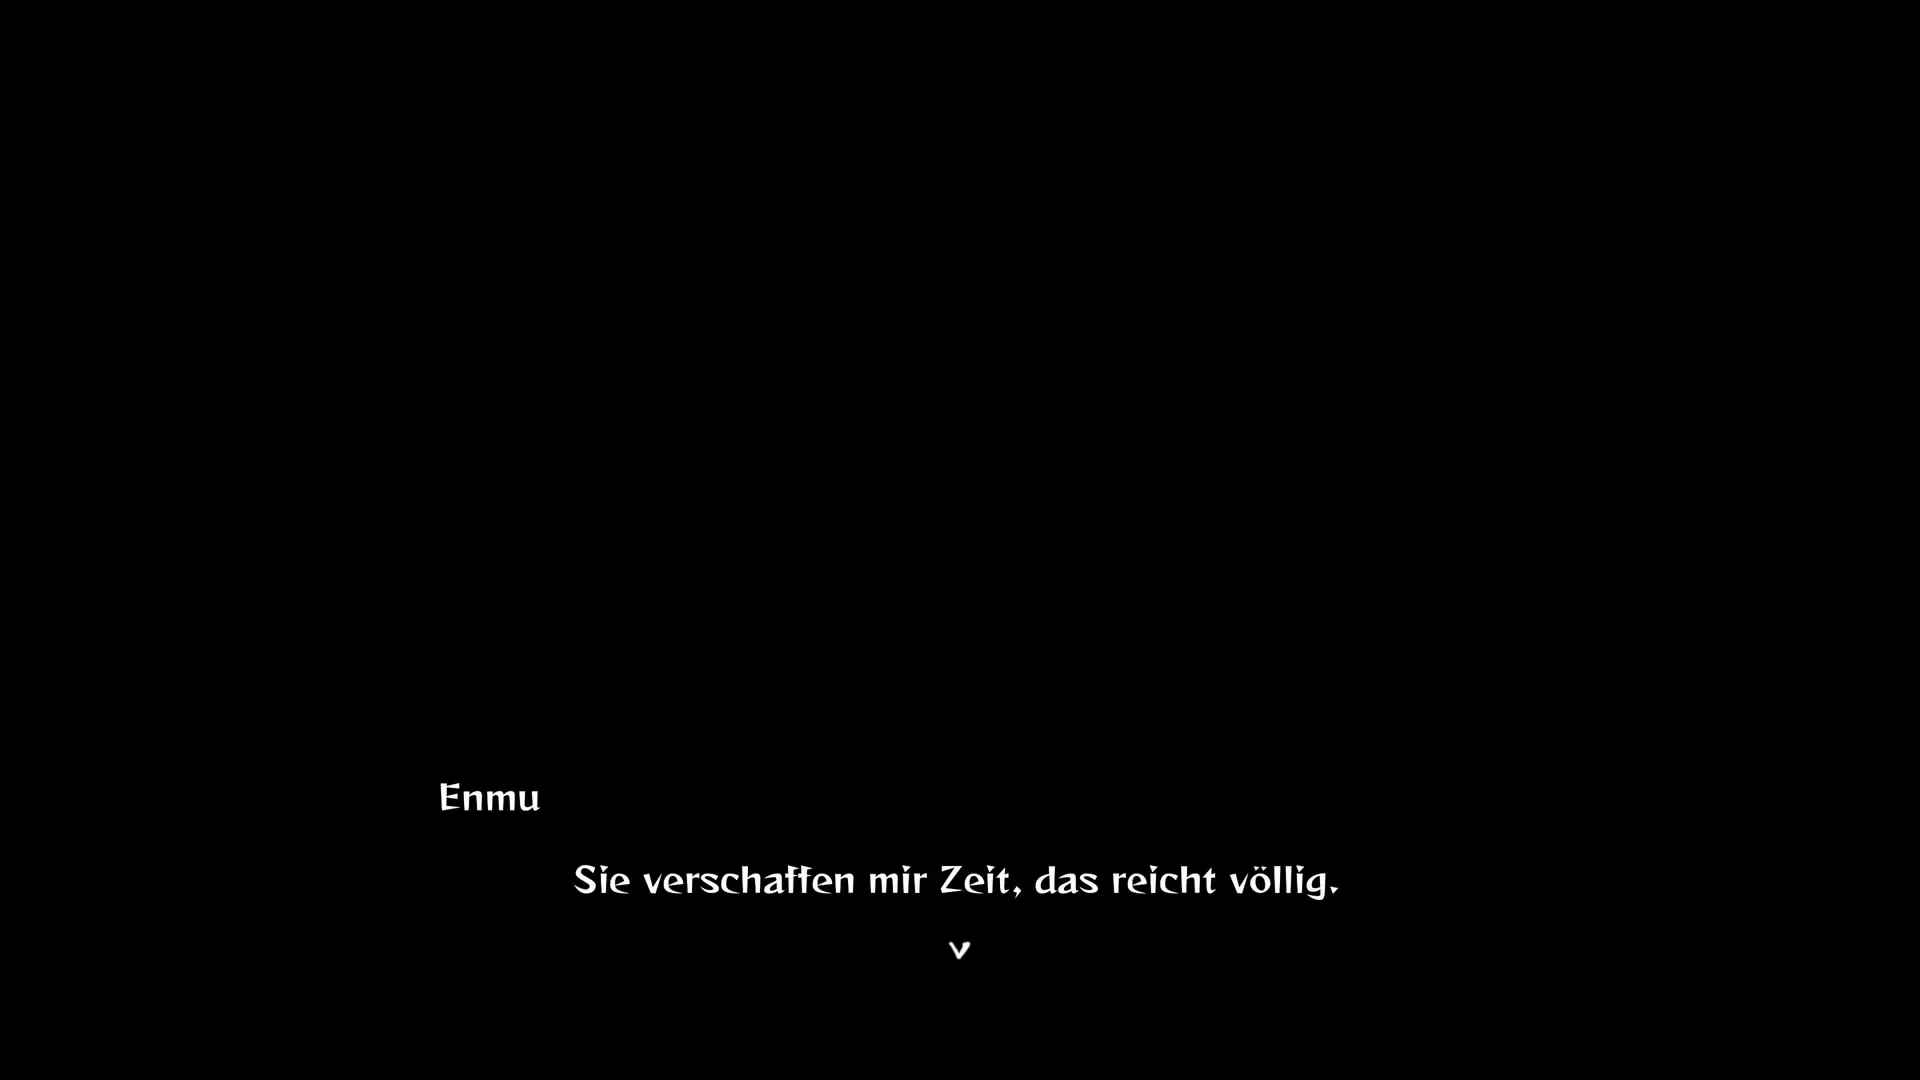 Enmu
Sie verschaffen mir Zeit, das reicht völlig.